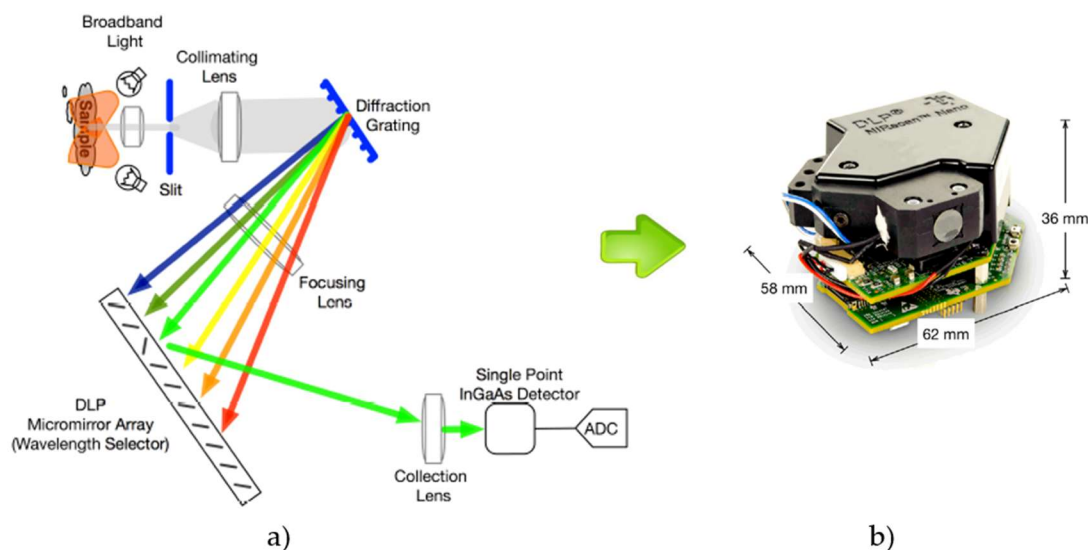 Broadband
Light
Collimating
Lens
Sample
Slit
Diffraction
Grating
Focusing
Lens
DLP
Micromirror Array
(Wavelength Selector)
Single Point
InGaAs Detector
ADC
Collection
Lens
a)
DLP®
NIRscan™ Nano
36 mm
58 mm
62 mm
b)